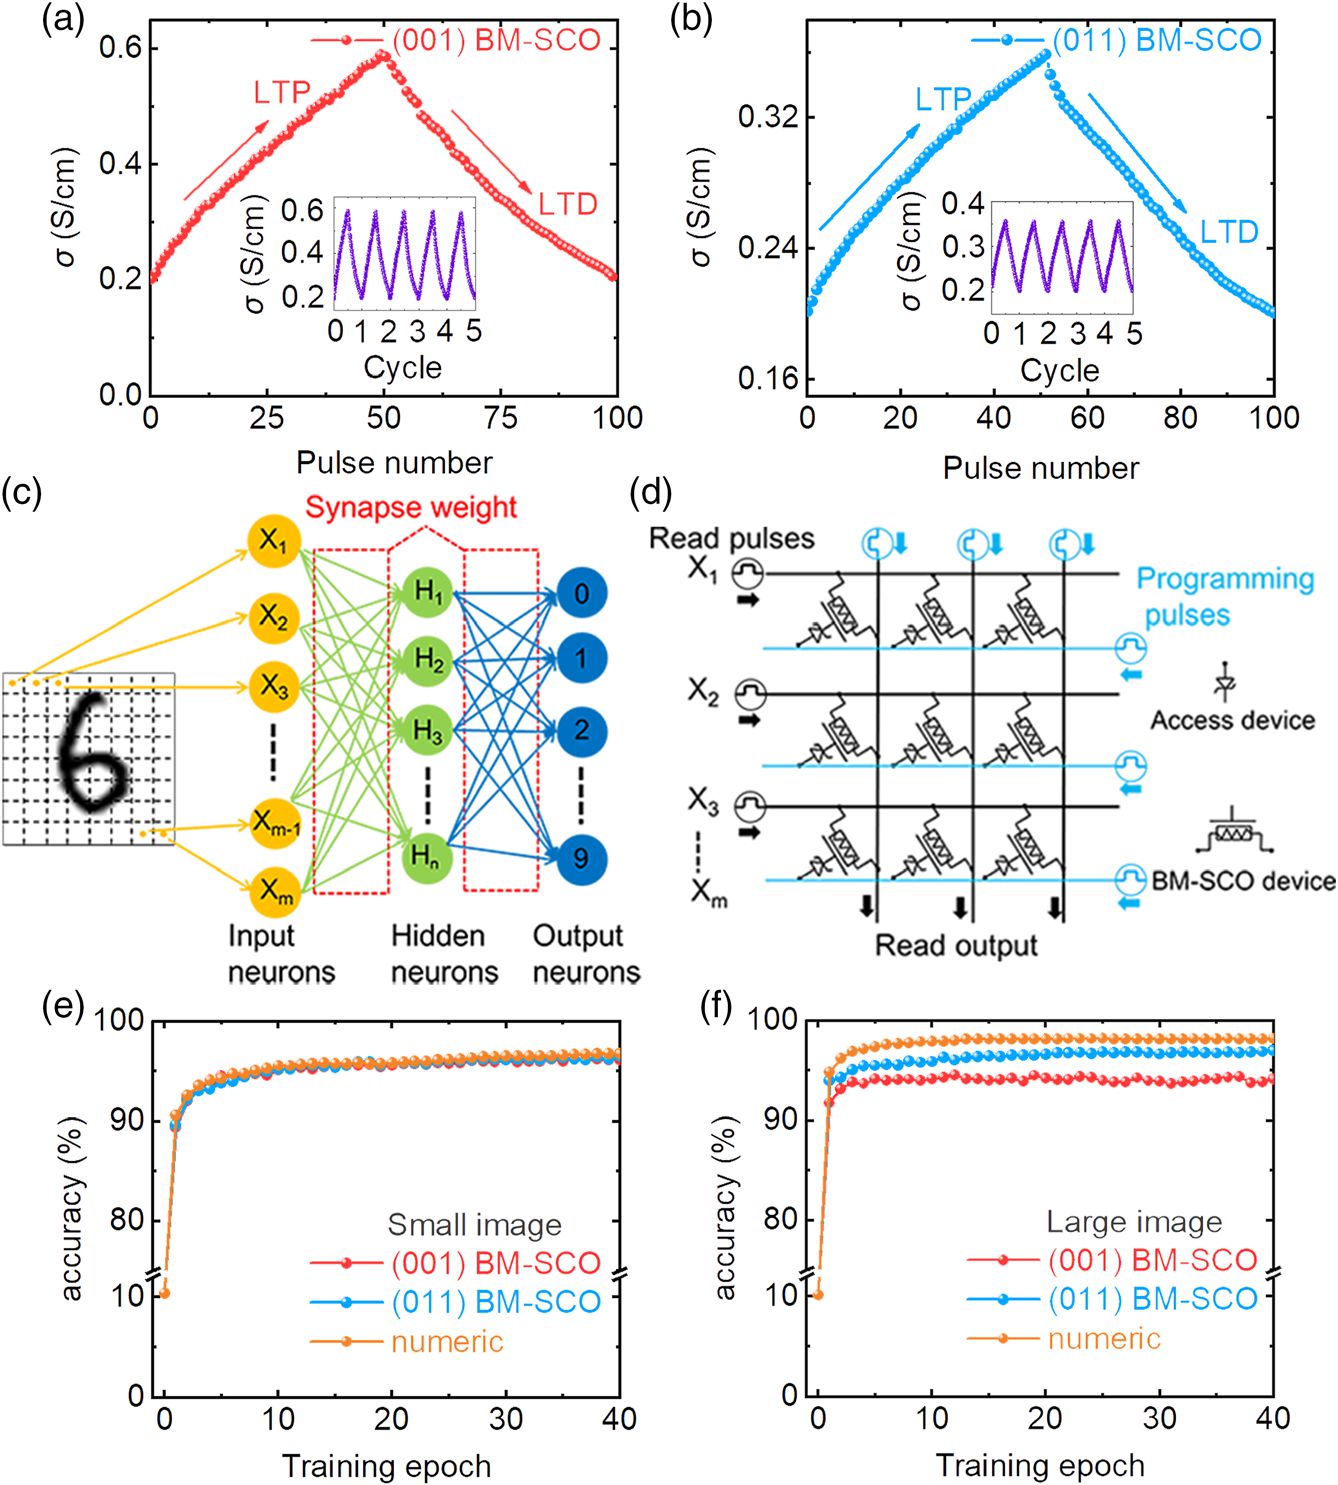 (a)
(001) BM-SCO
LTP
LTD
0.6
0.4
0.2
0.0
σ (S/cm)
0.6
0.4
0.2
σ (S/cm)
0 1 2 3 4 5
Cycle
0 25 50 75 100
Pulse number
(b)
(011) BM-SCO
LTP
LTD
0.32
0.24
0.16
σ (S/cm)
0.4
0.3
0.2
σ (S/cm)
0 1 2 3 4 5
Cycle
0 20 40 60 80 100
Pulse number
(c)
Synapse weight
X1
X2
X3
Xm-1
Xm
H1
H2
H3
Hn
0
1
2
9
6
Input
neurons
Hidden
neurons
Output
neurons
(d)
Read pulses
X1
X2
X3
Xm
Programming
pulses
Access device
BM-SCO device
Read output
(e)
100
90
80
10
0
accuracy (%)
Small image
(001) BM-SCO
(011) BM-SCO
numeric
0 10 20 30 40
Training epoch
(f)
100
90
80
10
0
accuracy (%)
Large image
(001) BM-SCO
(011) BM-SCO
numeric
0 10 20 30 40
Training epoch